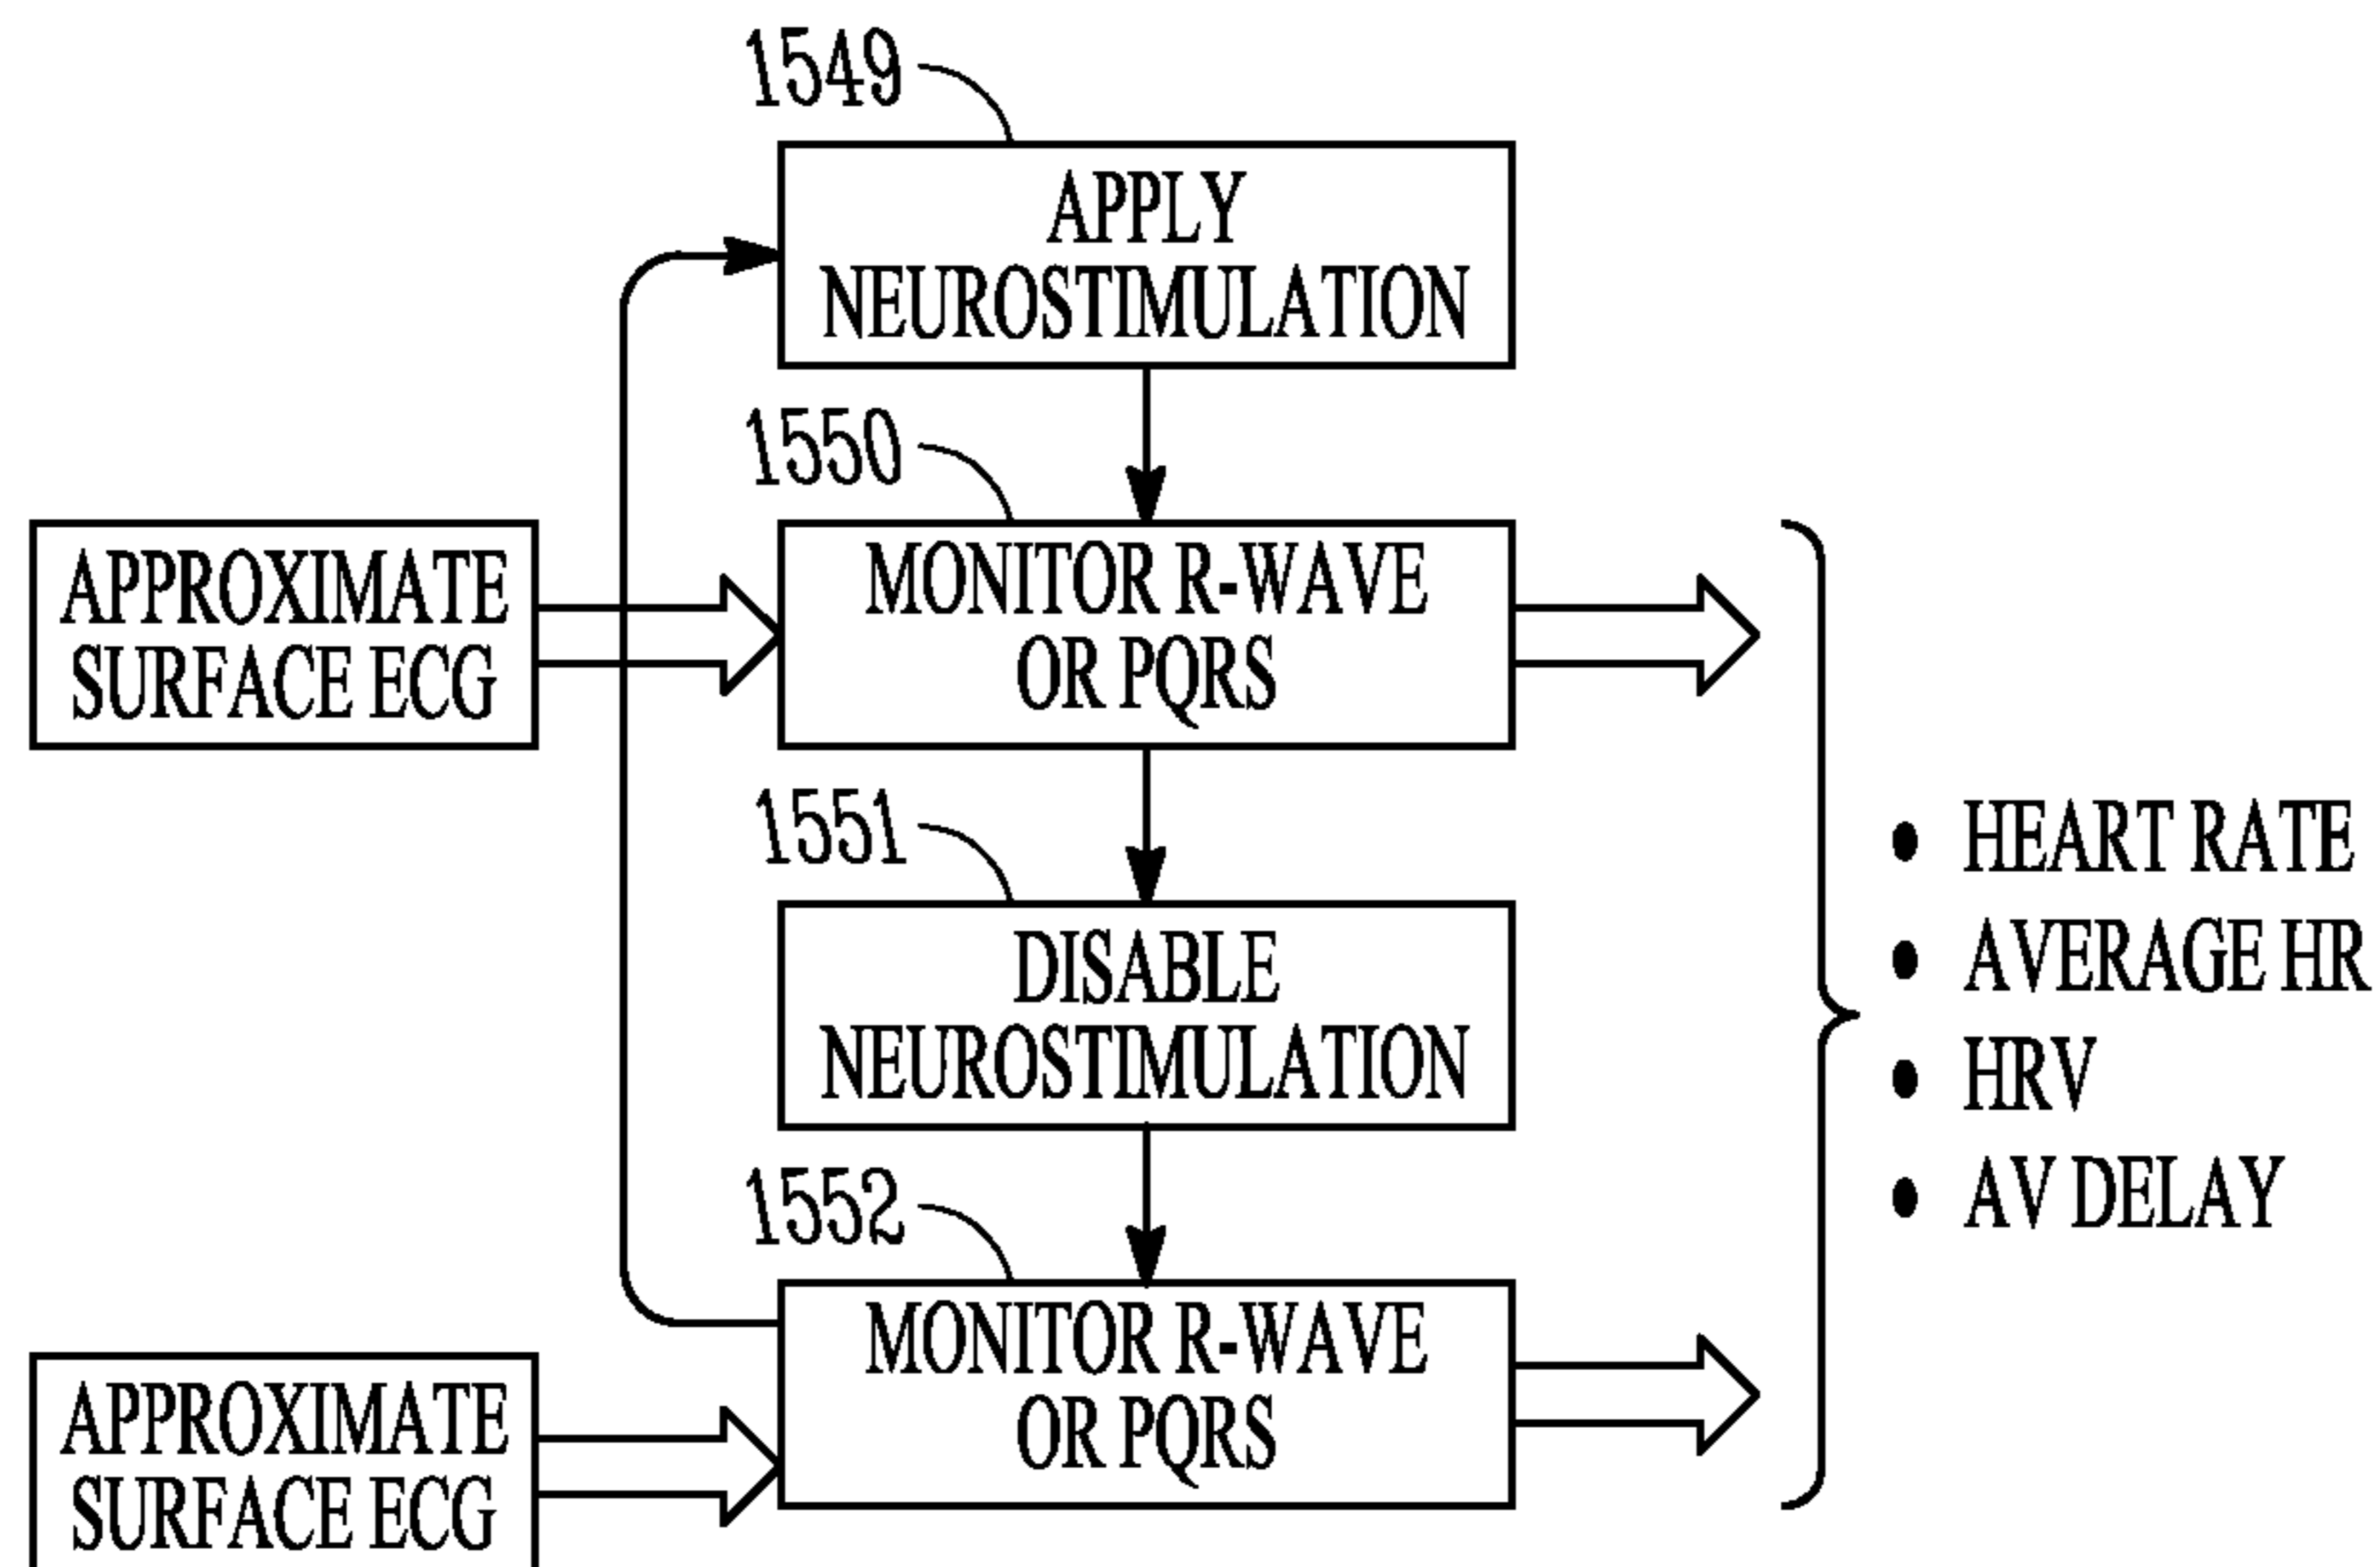 1549
APPLY
NEUROSTIMULATION
1550
APPROXIMATE
SURFACE ECG
MONITOR R-WAVE
OR PQRS
1551
DISABLE
NEUROSTIMULATION
• HEART RATE
• AVERAGE HR
• HRV
• AV DELAY
1552
APPROXIMATE
SURFACE ECG
MONITOR R-WAVE
OR PQRS